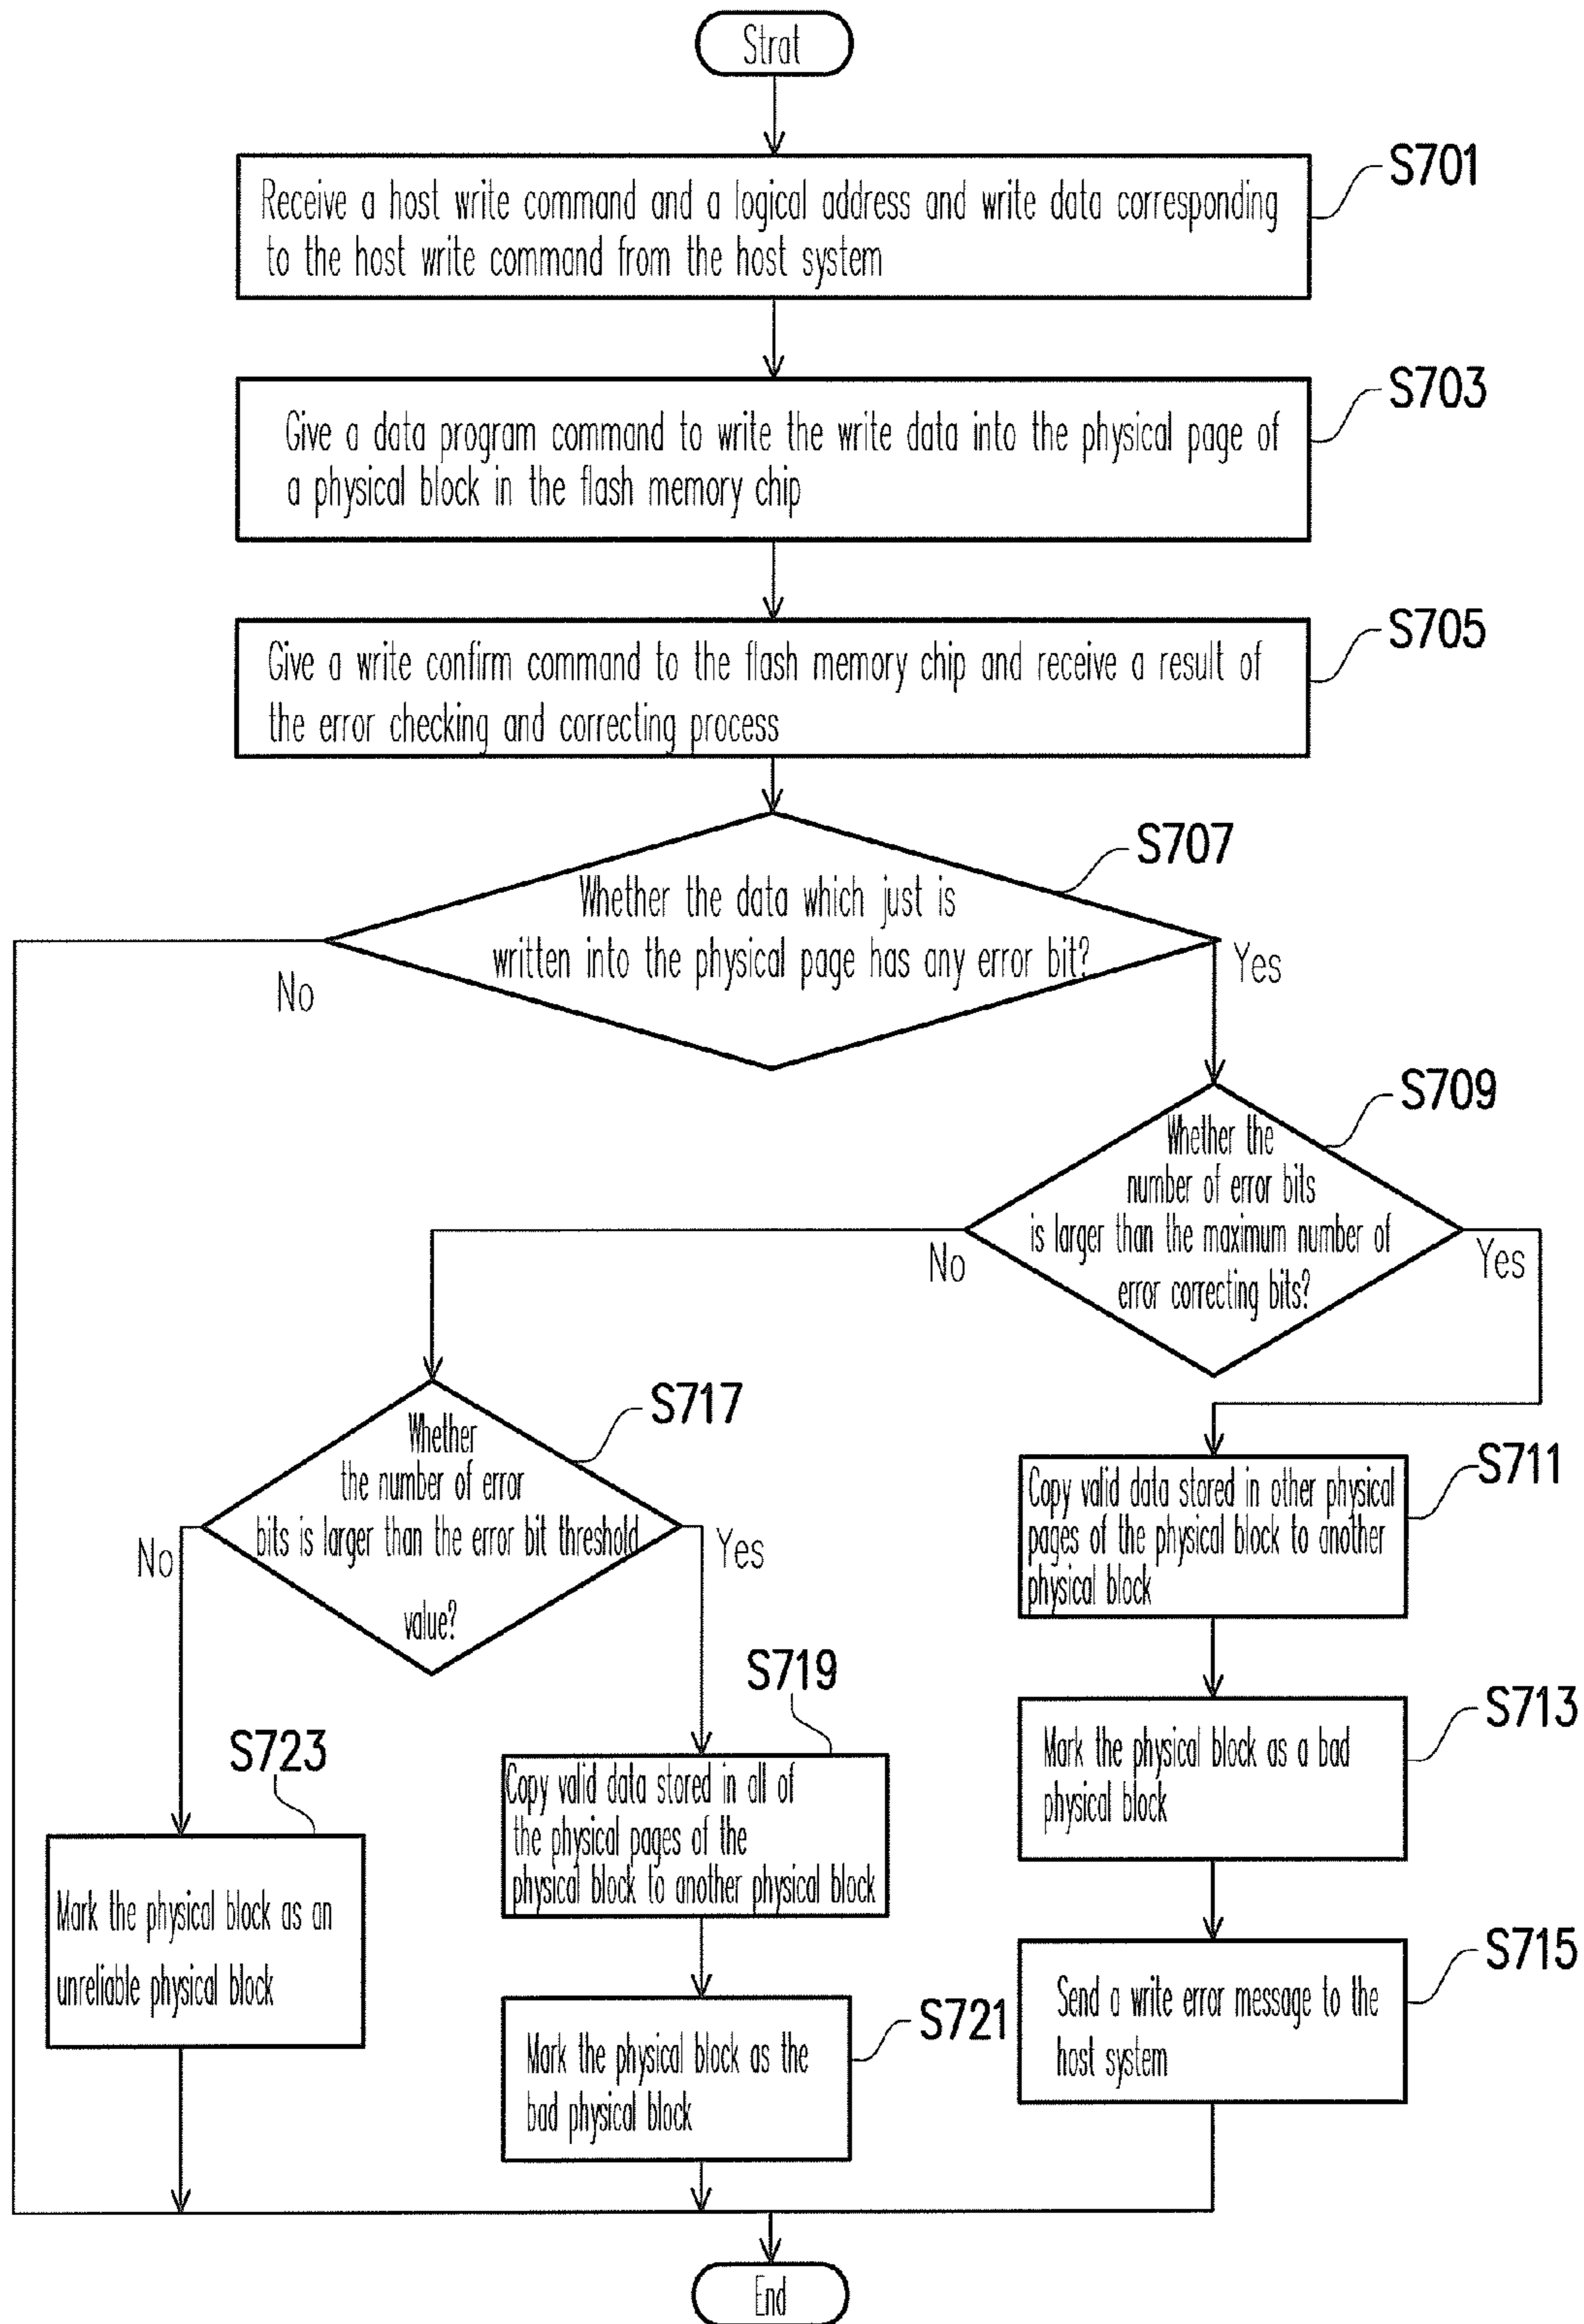 Strat
S701
Receive a host write command and a logical address and write data corresponding
to the host write command from the host system
S703
Give a data program command to write the write data into the physical page of
a physical block in the flash memory chip
S705
Give a write confirm command to the flash memory chip and receive a result of
the error checking and correcting process
S707
Whether the data which just is
written into the physical page has any error bit?
No
Yes
S709
Whether the
number of error bits
is larger than the maximum number of
error correcting bits?
No
Yes
S717
Whether
the number of error
bits is larger than the error bit threshold
value?
No
Yes
S711
Copy valid data stored in other physical
pages of the physical block to another
physical block
S719
Copy valid data stored in all of
the physical pages of the
physical block to another physical block
S713
Mark the physical block as a bad
physical block
S723
Mark the physical block as an
unreliable physical block
S721
Mark the physical block as the
bad physical block
S715
Send a write error message to the
host system
End